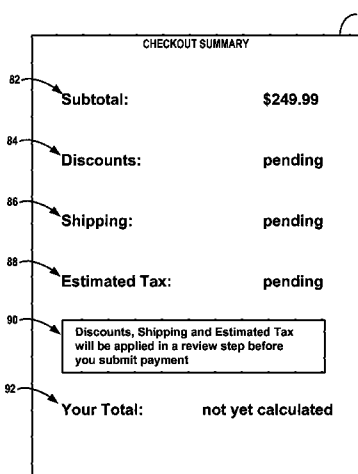 CHECKOUT SUMMARY
82
Subtotal: $249.99
84
Discounts: pending
86
Shipping: pending
88
Estimated Tax: pending
90
Discounts, Shipping and Estimated Tax
will be applied in a review step before
you submit payment
92
Your Total: not yet calculated